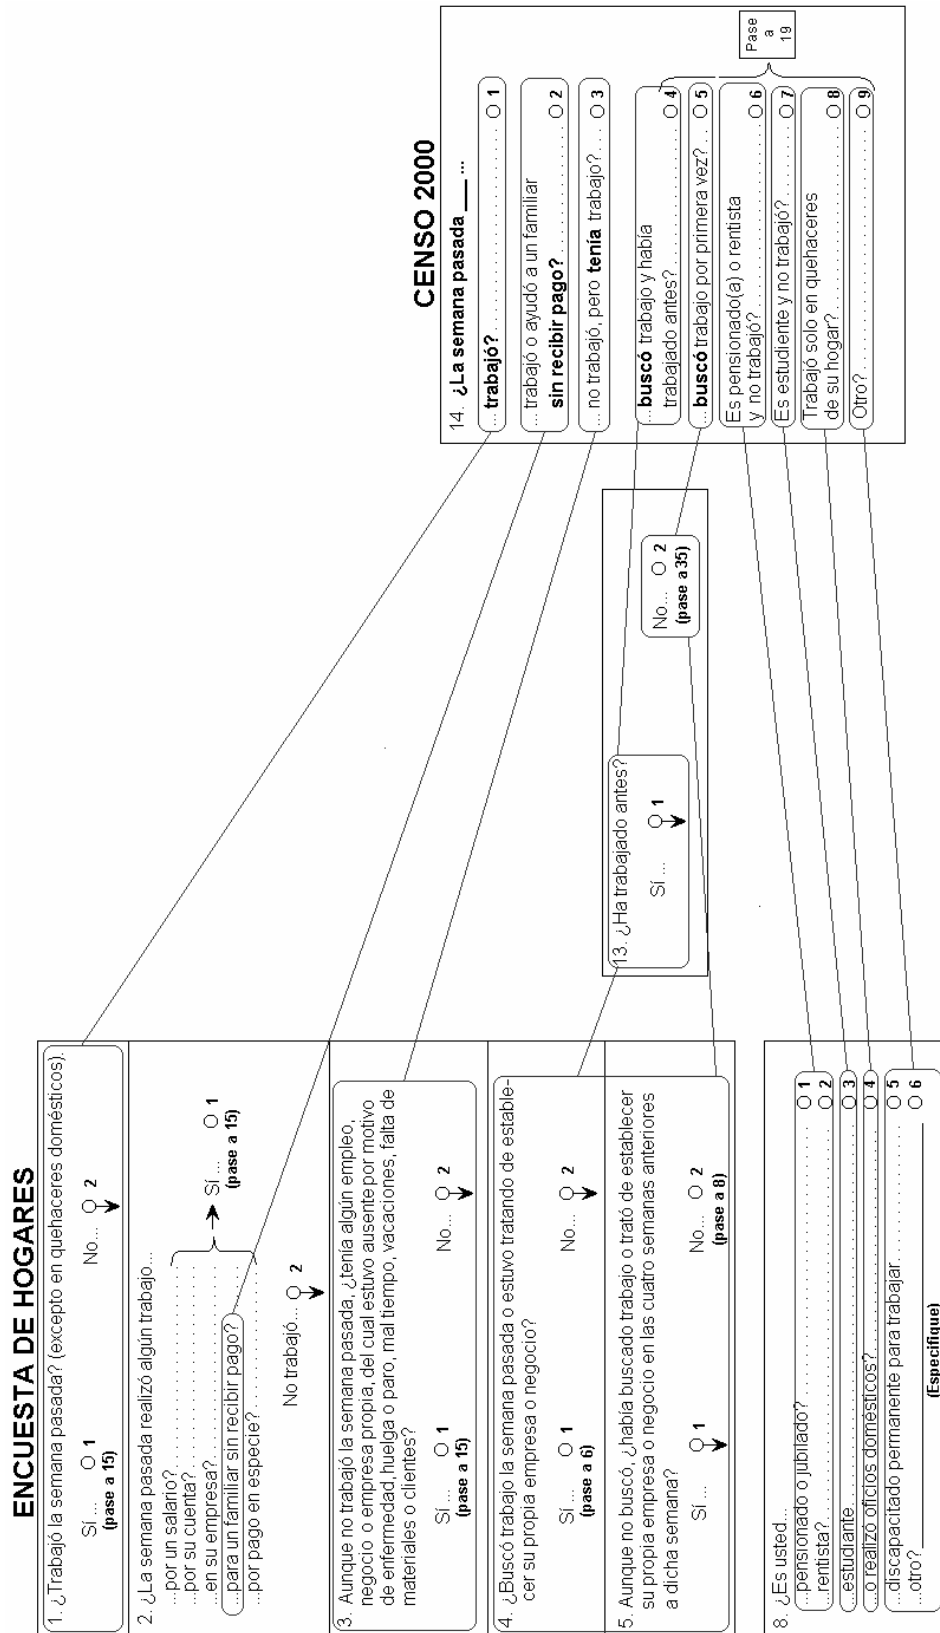 ENCUESTA DE HOGARES
1. ¿Trabajó la semana pasada? (excepto en quehaceres domésticos).
Sí ... 1
(pase a 15)
No... 2
2. ¿La semana pasada realizó algún trabajo...
...por un salario?
...por su cuenta?
...en su empresa?
...para un familiar sin recibir pago?
...por pago en especie?
Sí ... 1
(pase a 15)
No trabajó... 2
3. Aunque no trabajó la semana pasada, ¿tenía algún empleo,
negocio o empresa propia, del cual estuvo ausente por motivo
de enfermedad, huelga o paro, mal tiempo, vacaciones, falta de
materiales o clientes?
Sí ... 1
(pase a 15)
No... 2
4. ¿Buscó trabajo la semana pasada o estuvo tratando de estable-
cer su propia empresa o negocio?
Sí ... 1
(pase a 6)
No... 2
5. Aunque no buscó, ¿había buscado trabajo o trató de establecer
su propia empresa o negocio en las cuatro semanas anteriores
a dicha semana?
Sí ... 1
No... 2
(pase a 8)
8. ¿Es usted...
...pensionado o jubilado? 1
...rentista? 2
...estudiante 3
...o realizó oficios domésticos? 4
...discapacitado permanente para trabajar 5
...otro? 6
(Especifique)
13. ¿Ha trabajado antes?
Sí ... 1
No... 2
(pase a 35)
CENSO 2000
14. ¿La semana pasada ___ ...
... trabajó? 1
... trabajó o ayudó a un familiar
sin recibir pago? 2
... no trabajó, pero tenía trabajo? 3
... buscó trabajo y había
trabajado antes? 4
... buscó trabajo por primera vez? 5
Es pensionado(a) o rentista
y no trabajó? 6
Es estudiante y no trabajó? 7
Trabajó solo en quehaceres
de su hogar? 8
Otro? 9
Pase
a
19